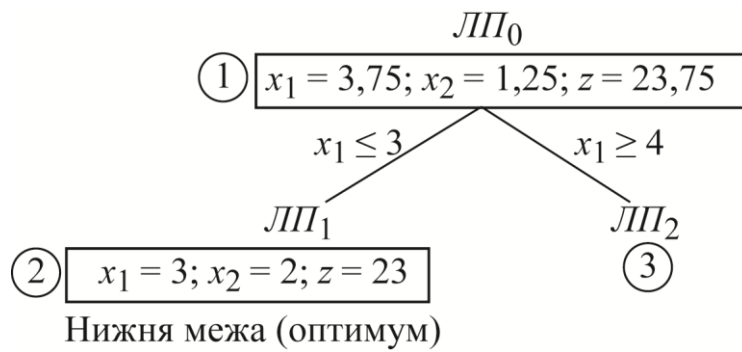 ЛП₀
1 x₁ = 3,75; x₂ = 1,25; z = 23,75
x₁ ≤ 3 x₁ ≥ 4
ЛП₁ ЛП₂
2 x₁ = 3; x₂ = 2; z = 23 3
Нижня межа (оптимум)